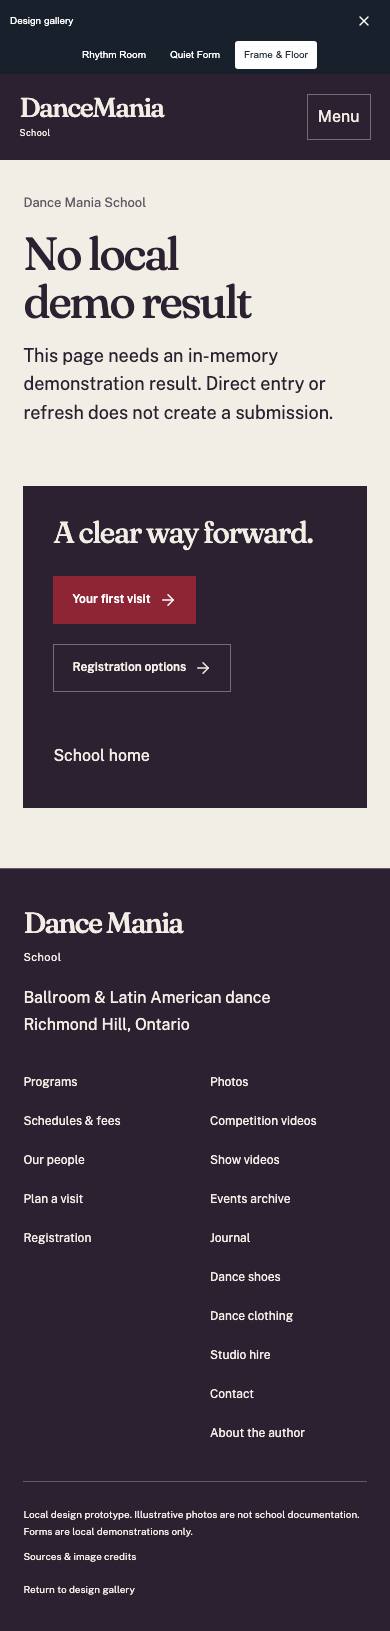 Design gallery
Rhythm Room
Quiet Form
Frame & Floor
DanceMania
School
Menu
Dance Mania School
No local
demo result
This page needs an in-memory
demonstration result. Direct entry or
refresh does not create a submission.
A clear way forward.
Your first visit
Registration options
School home
Dance Mania
School
Ballroom & Latin American dance
Richmond Hill, Ontario
Programs
Schedules & fees
Our people
Plan a visit
Registration
Photos
Competition videos
Show videos
Events archive
Journal
Dance shoes
Dance clothing
Studio hire
Contact
About the author
Local design prototype. Illustrative photos are not school documentation.
Forms are local demonstrations only.
Sources & image credits
Return to design gallery